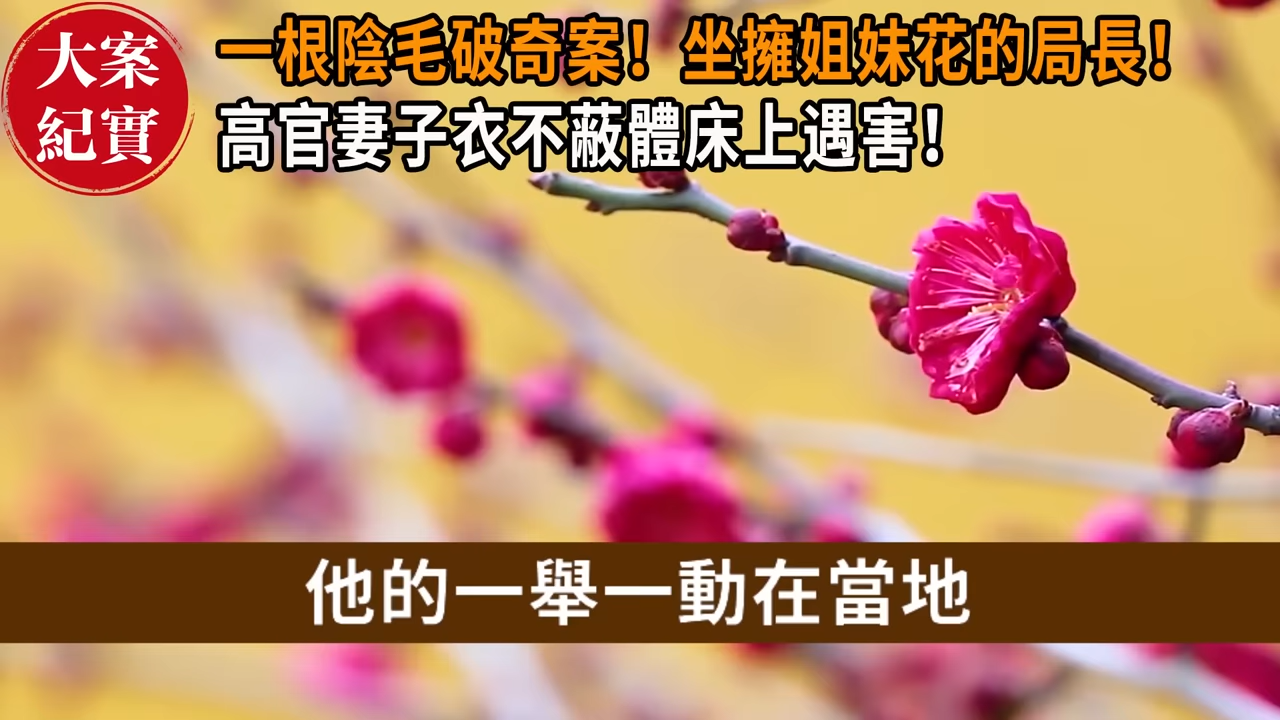 大案
紀實
一根陰毛破奇案！坐擁姐妹花的局長！
高官妻子衣不蔽體床上遇害！
他的一舉一動在當地